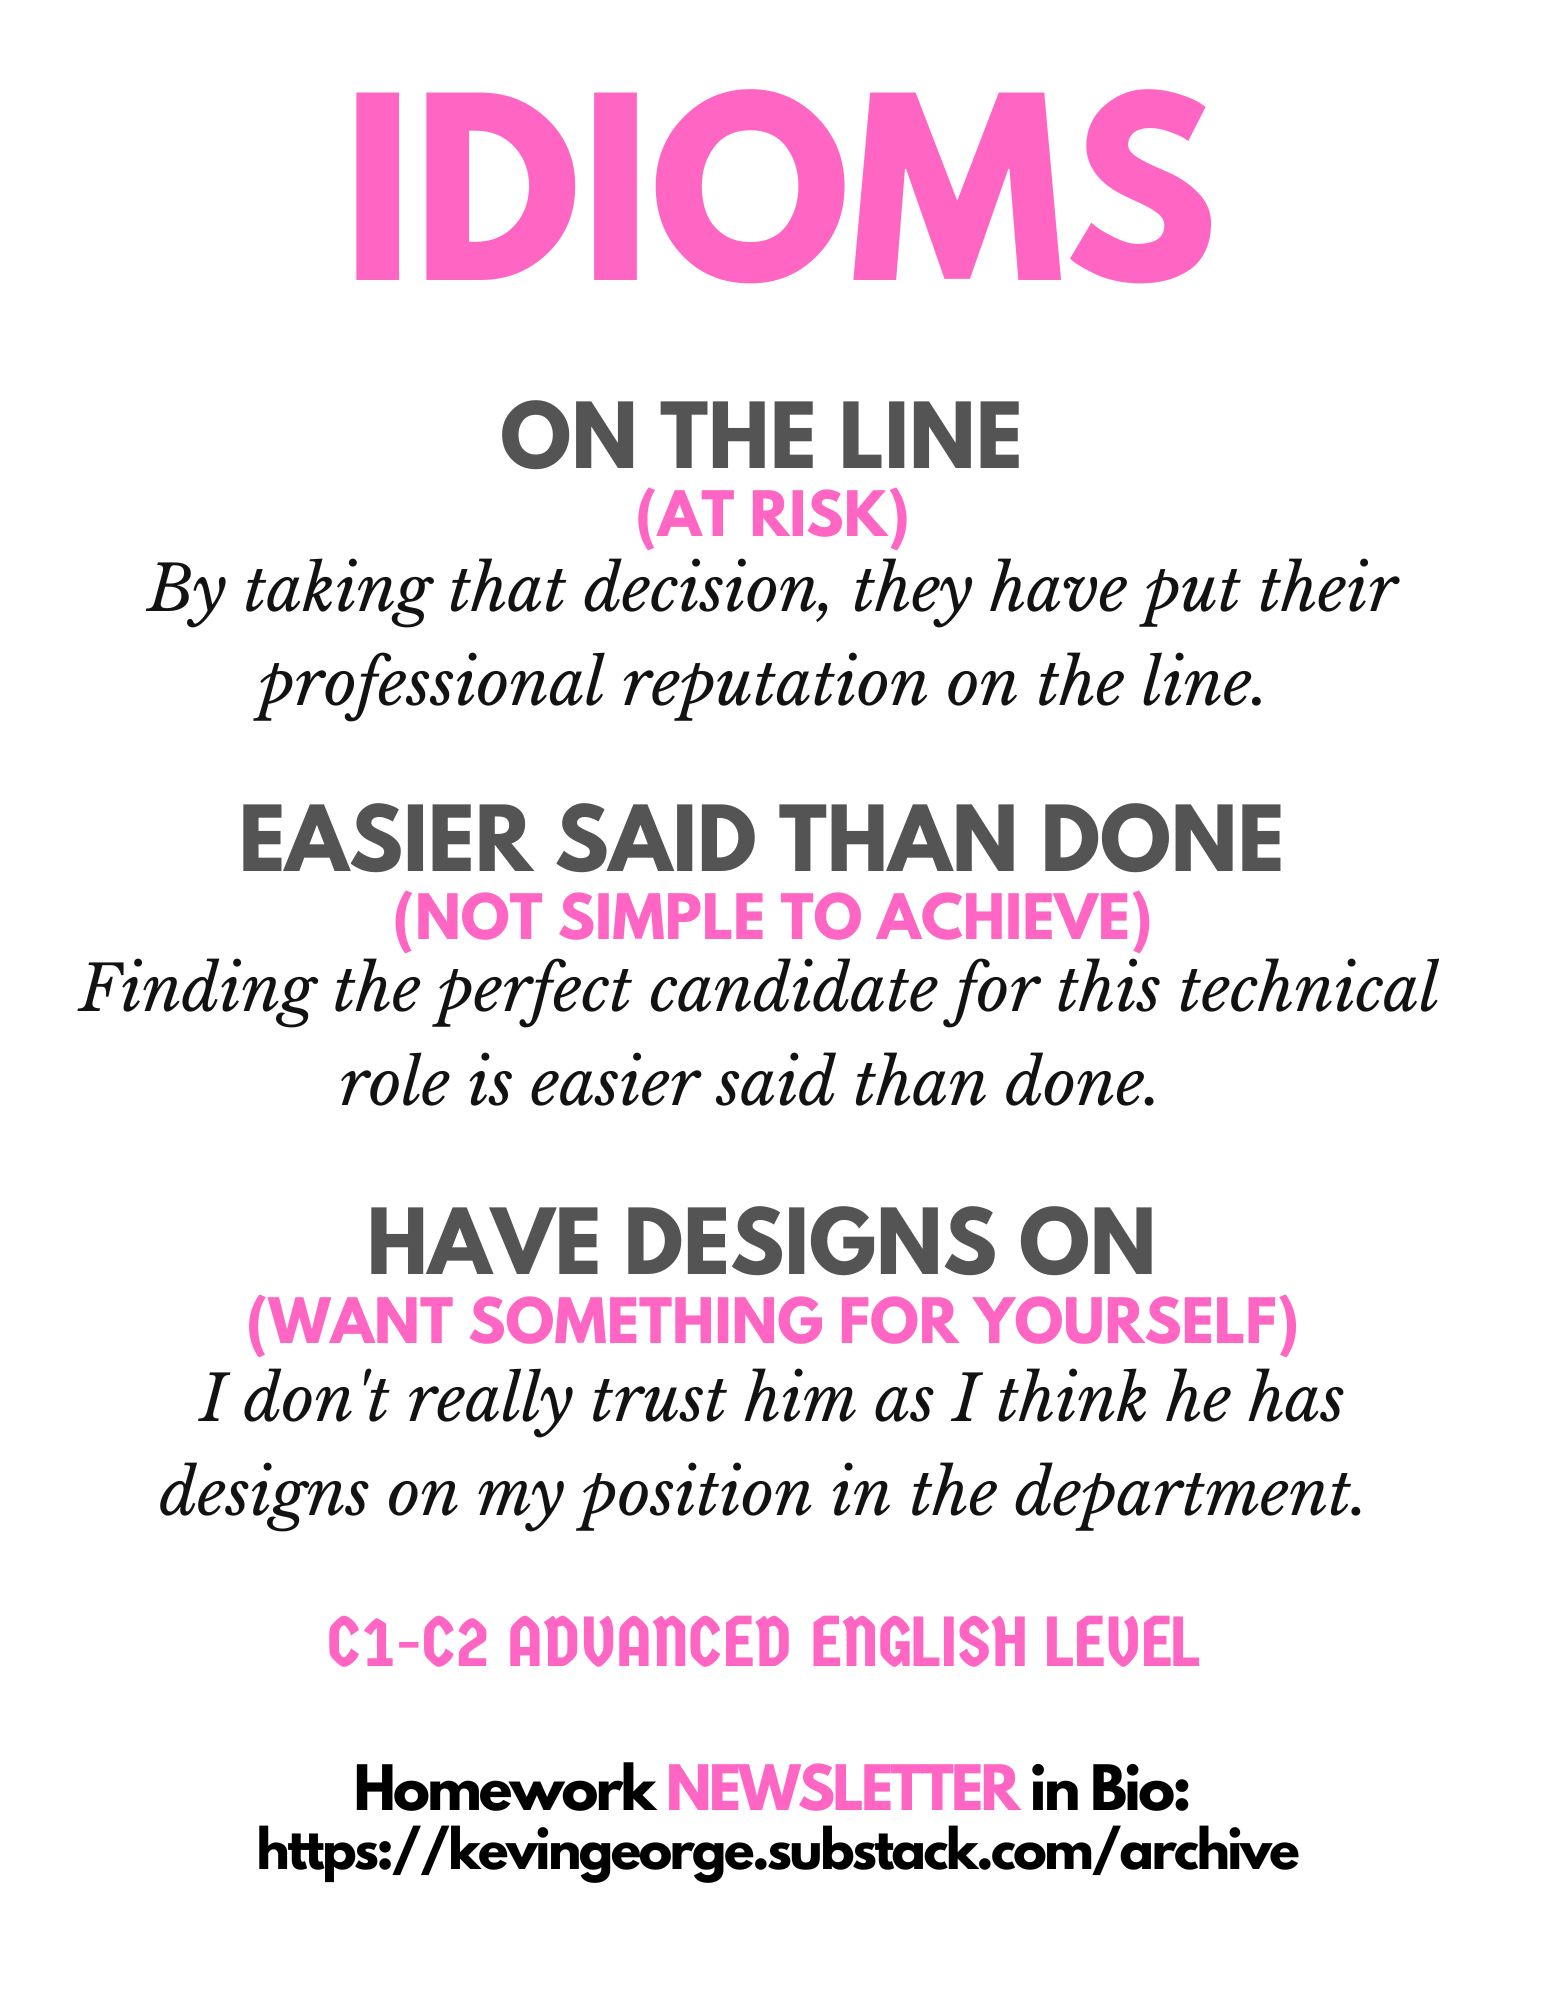 IDIOMS
ON THE LINE
(AT RISK)
By taking that decision, they have put their
professional reputation on the line.
EASIER SAID THAN DONE
(NOT SIMPLE TO ACHIEVE)
Finding the perfect candidate for this technical
role is easier said than done.
HAVE DESIGNS ON
(WANT SOMETHING FOR YOURSELF)
I don't really trust him as I think he has
designs on my position in the department.
C1-C2 ADVANCED ENGLISH LEVEL
Homework NEWSLETTER in Bio:
https://kevingeorge.substack.com/archive